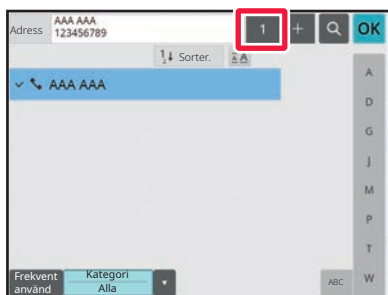 Adress
AAA AAA
123456789
1
+
OK
Sorter.
AAA AAA
A
D
G
J
M
P
T
W
Frekvent
använd
Kategori
Alla
ABC